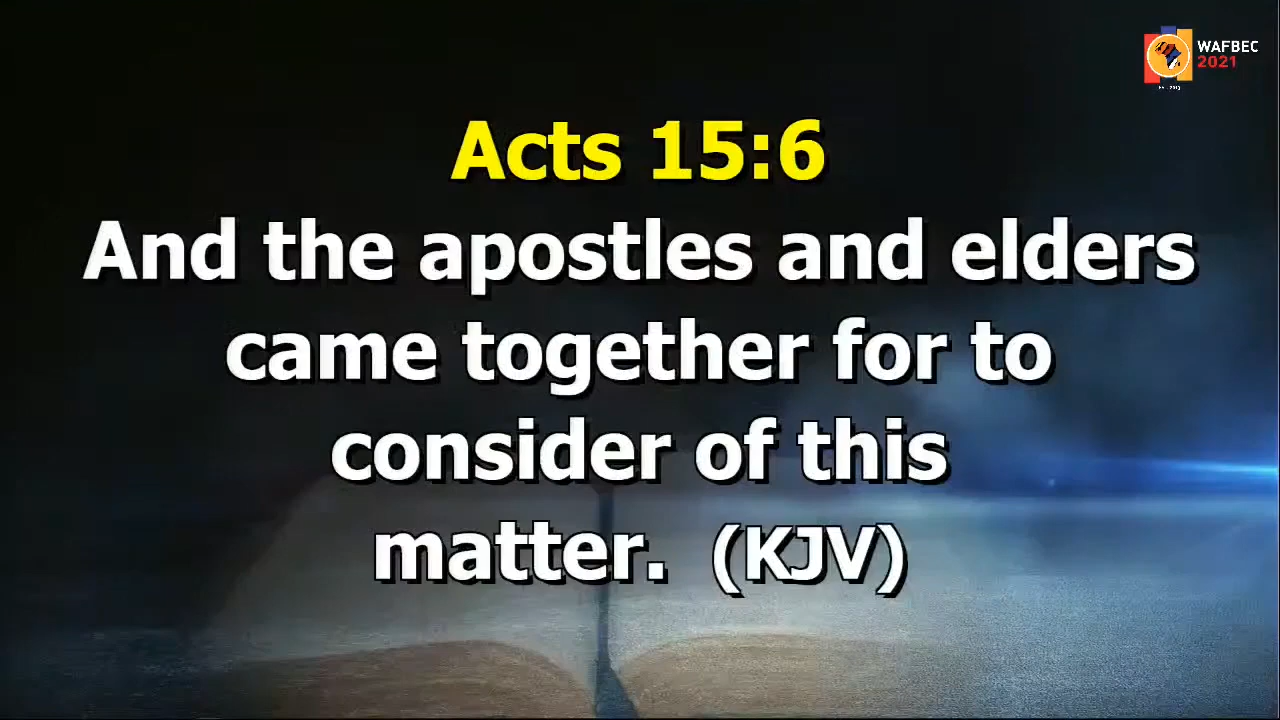 WAFBEC
2021
Acts 15:6
And the apostles and elders
came together for to
consider of this
matter. (KJV)